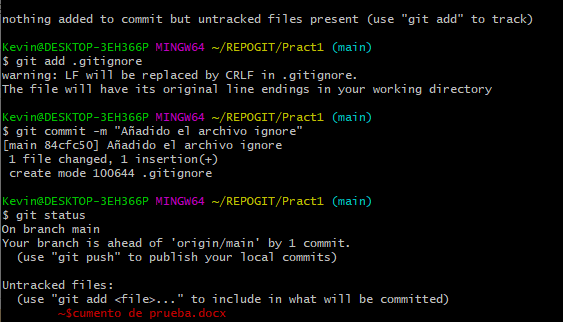 nothing added to commit but untracked files present (use "git add" to track)
Kevin@DESKTOP-3EH366P MINGW64 ~/REPOGIT/Pract1 (main)
$ git add .gitignore
warning: LF will be replaced by CRLF in .gitignore.
The file will have its original line endings in your working directory
Kevin@DESKTOP-3EH366P MINGW64 ~/REPOGIT/Pract1 (main)
$ git commit -m "Añadido el archivo ignore"
[main 84cfc50] Añadido el archivo ignore
 1 file changed, 1 insertion(+)
 create mode 100644 .gitignore
Kevin@DESKTOP-3EH366P MINGW64 ~/REPOGIT/Pract1 (main)
$ git status
On branch main
Your branch is ahead of 'origin/main' by 1 commit.
  (use "git push" to publish your local commits)
Untracked files:
  (use "git add <file>..." to include in what will be committed)
        ~$cumento de prueba.docx